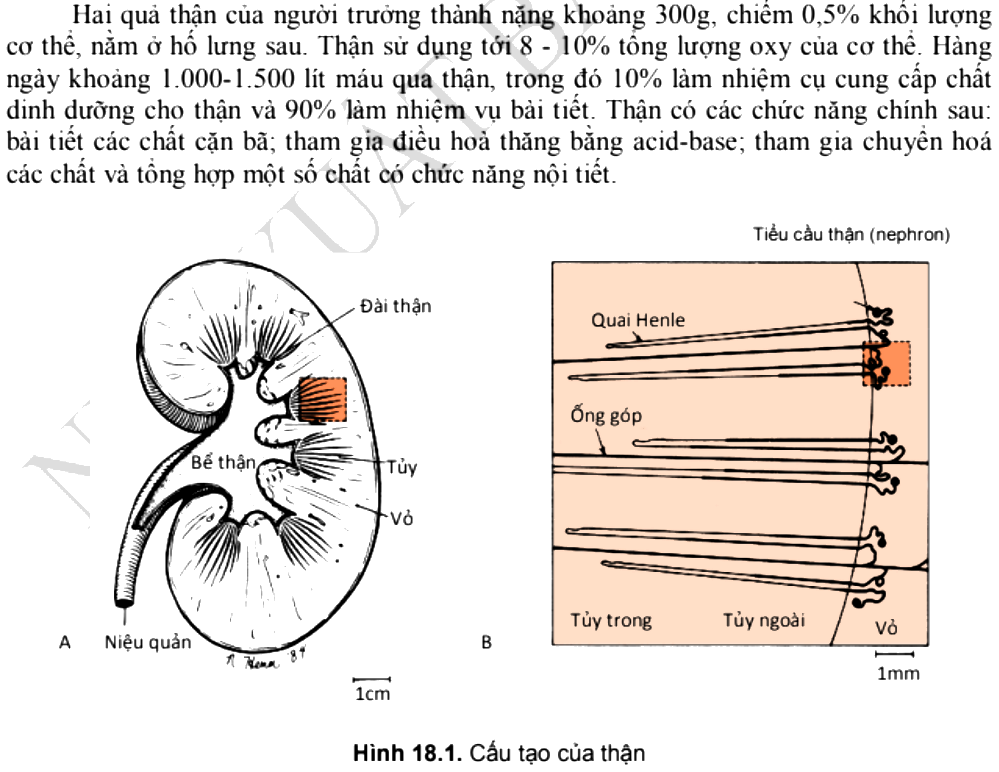 Hai quả thận của người trưởng thành nặng khoảng 300g, chiếm 0,5% khối lượng
cơ thể, nằm ở hố lưng sau. Thận sử dụng tới 8 - 10% tổng lượng oxy của cơ thể. Hàng
ngày khoảng 1.000-1.500 lít máu qua thận, trong đó 10% làm nhiệm cụ cung cấp chất
dinh dưỡng cho thận và 90% làm nhiệm vụ bài tiết. Thận có các chức năng chính sau:
bài tiết các chất cặn bã; tham gia điều hoà thăng bằng acid-base; tham gia chuyển hoá
các chất và tổng hợp một số chất có chức năng nội tiết.
Tiểu cầu thận (nephron)
Đài thận
Bể thận
Tủy
Vỏ
A
Niệu quản
1cm
Quai Henle
Ống góp
Tủy trong
Tủy ngoài
Vỏ
B
1mm
Hình 18.1. Cấu tạo của thận